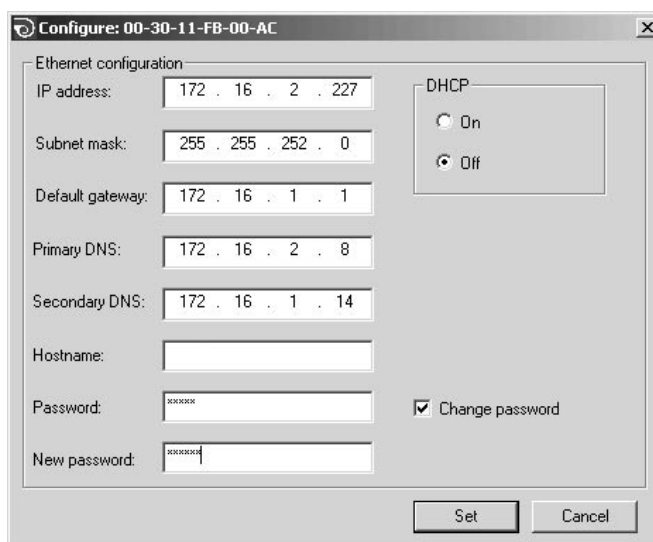 Configure: 00-30-11-FB-00-AC
Ethernet configuration
IP address: 172 . 16 . 2 . 227
DHCP
On
Subnet mask: 255 . 255 . 252 . 0
Off
Default gateway: 172 . 16 . 1 . 1
Primary DNS: 172 . 16 . 2 . 8
Secondary DNS: 172 . 16 . 1 . 14
Hostname:
Password: ***** Change password
New password: ******
Set Cancel